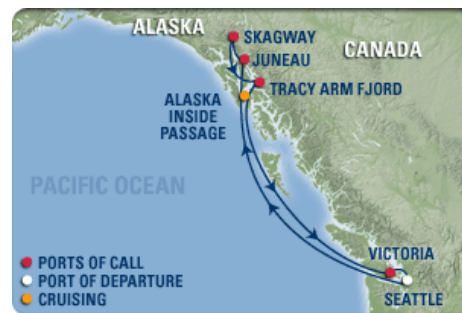 ALASKA
SKAGWAY
CANADA
JUNEAU
TRACY ARM FJORD
ALASKA
INSIDE
PASSAGE
PACIFIC OCEAN
VICTORIA
PORTS OF CALL
PORT OF DEPARTURE
CRUISING
SEATTLE